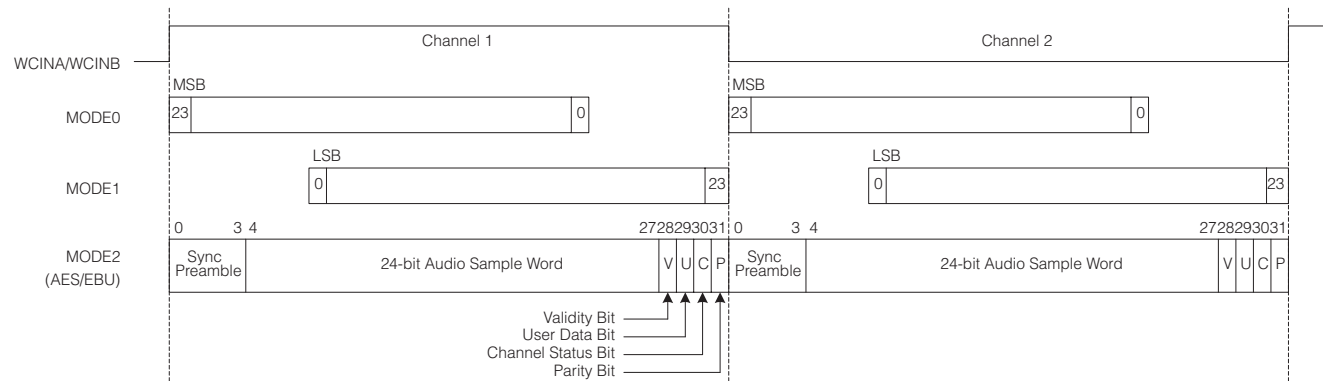 Channel 1 Channel 2
WCINA/WCINB
MSB MSB
MODE0 23 0 23 0
LSB LSB
MODE1 0 23 0 23
0 3 4 2728293031 0 3 4 2728293031
MODE2
(AES/EBU)
Sync
Preamble
24-bit Audio Sample Word V U C P
Sync
Preamble
24-bit Audio Sample Word V U C P
Validity Bit
User Data Bit
Channel Status Bit
Parity Bit